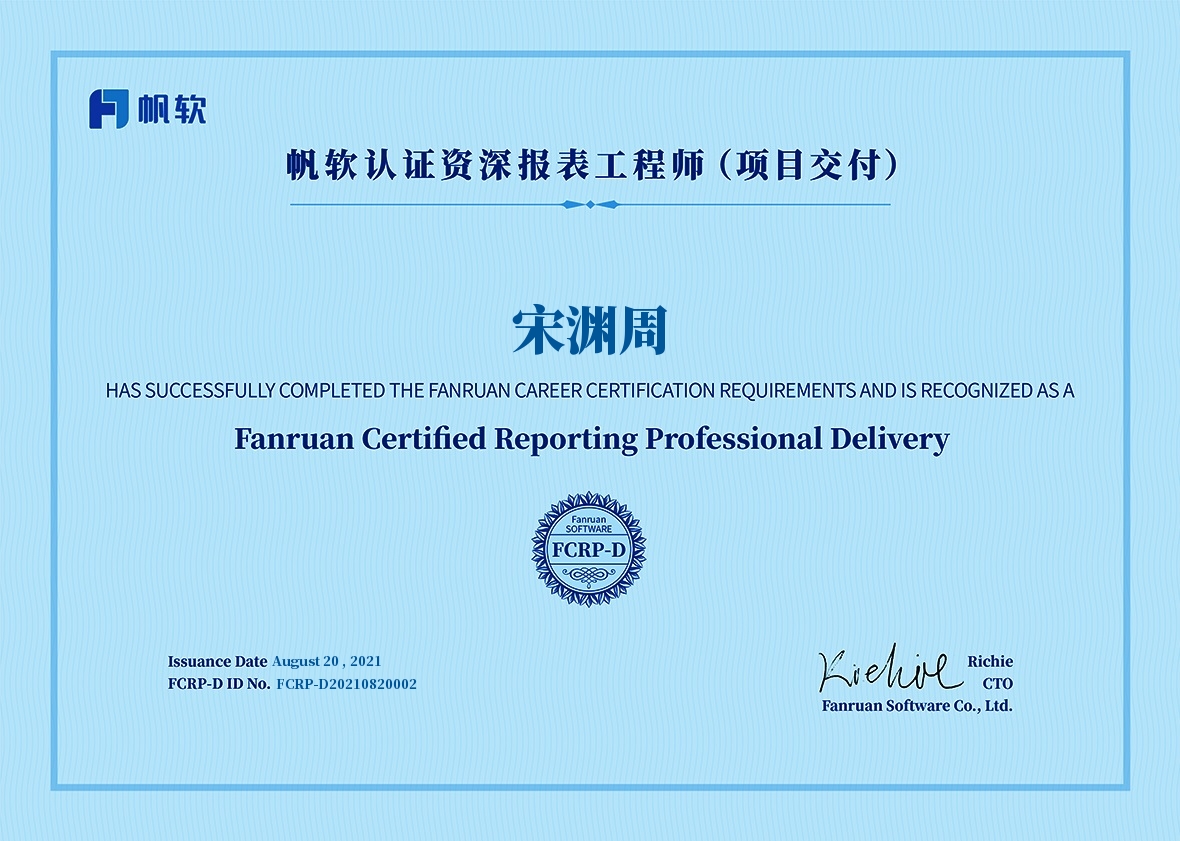 帆软
帆软认证资深报表工程师（项目交付）
宋渊周
HAS SUCCESSFULLY COMPLETED THE FANRUAN CAREER CERTIFICATION REQUIREMENTS AND IS RECOGNIZED AS A
Fanruan Certified Reporting Professional Delivery
Fanruan
SOFTWARE
FCRP-D
Issuance Date August 20 , 2021
FCRP-D ID No. FCRP-D20210820002
Richie
CTO
Fanruan Software Co., Ltd.